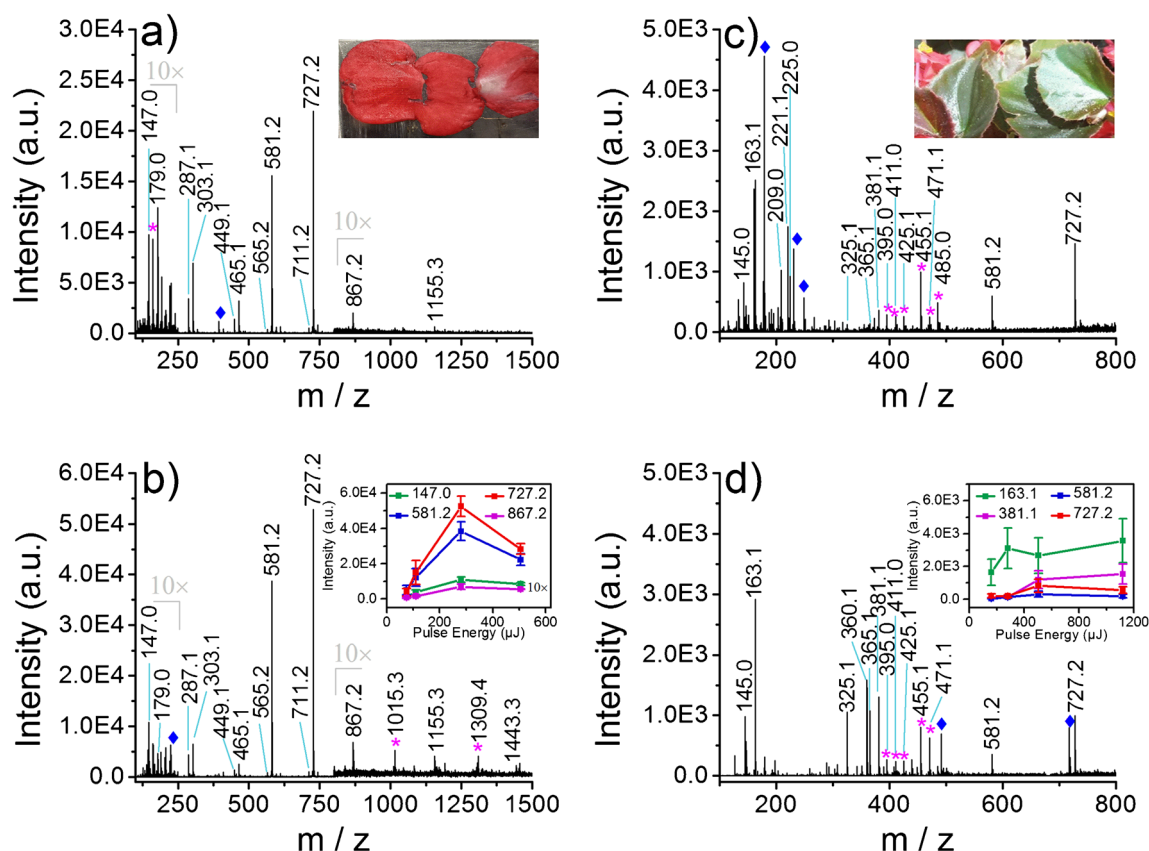 a)
Intensity (a.u.)
3.0E4
2.5E4
2.0E4
1.5E4
1.0E4
5.0E3
0.0
10×
147.0
*
179.0
287.1
303.1
449.1
465.1
565.2
581.2
711.2
727.2
10×
867.2
1155.3
250 500 750 1000 1250 1500
m / z
c)
Intensity (a.u.)
5.0E3
4.0E3
3.0E3
2.0E3
1.0E3
0.0
145.0
163.1
209.0
221.1
225.0
325.1
365.1
381.1
395.0
411.0
425.1
455.1
471.1
485.0
* * * * * *
581.2
727.2
200 400 600 800
m / z
b)
Intensity (a.u.)
6.0E4
5.0E4
4.0E4
3.0E4
2.0E4
1.0E4
0.0
10×
147.0
179.0
287.1
303.1
449.1
465.1
565.2
581.2
711.2
727.2
10×
867.2
1015.3
*
1155.3
1309.4
*
1443.3
250 500 750 1000 1250 1500
m / z
Intensity (a.u.)
6.0E4
4.0E4
2.0E4
0.0
147.0 727.2
581.2 867.2
10×
0 200 400 600
Pulse Energy (µJ)
d)
Intensity (a.u.)
5.0E3
4.0E3
3.0E3
2.0E3
1.0E3
0.0
145.0
163.1
325.1
360.1
365.1
381.1
395.0
411.0
425.1
455.1
471.1
* * * * *
581.2
727.2
200 400 600 800
m / z
Intensity (a.u.)
6.0E3
4.0E3
2.0E3
0.0
163.1 581.2
381.1 727.2
0 400 800 1200
Pulse Energy (µJ)